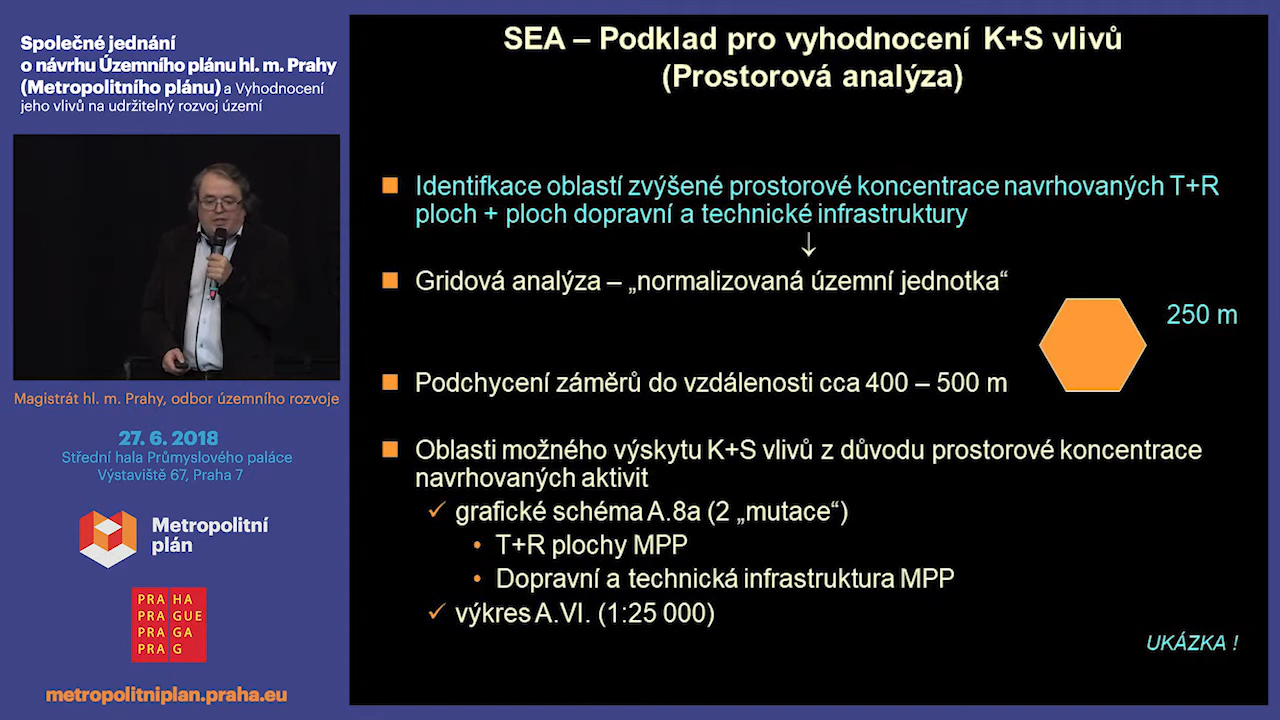 Společné jednání
o návrhu Územního plánu hl. m. Prahy
(Metropolitního plánu) a Vyhodnocení
jeho vlivů na udržitelný rozvoj území
Magistrát hl. m. Prahy, odbor územního rozvoje
27. 6. 2018
Střední hala Průmyslového paláce
Výstaviště 67, Praha 7
Metropolitní
plán
PRA HA
PRA GUE
PRA GA
PRA G
metropolitniplan.praha.eu
SEA – Podklad pro vyhodnocení K+S vlivů
(Prostorová analýza)
Identifkace oblastí zvýšené prostorové koncentrace navrhovaných T+R
ploch + ploch dopravní a technické infrastruktury
↓
Gridová analýza – „normalizovaná územní jednotka“
250 m
Podchycení záměrů do vzdálenosti cca 400 – 500 m
Oblasti možného výskytu K+S vlivů z důvodu prostorové koncentrace
navrhovaných aktivit
✓ grafické schéma A.8a (2 „mutace“)
• T+R plochy MPP
• Dopravní a technická infrastruktura MPP
✓ výkres A.VI. (1:25 000)
UKÁZKA !